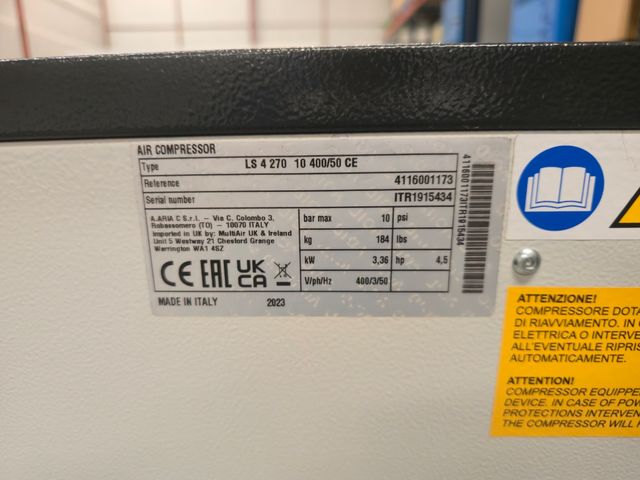 AIR COMPRESSOR
Type LS 4 270 10 400/50 CE
Reference 4116001173
Serial number ITR1915434
A.ARIA C S.r.l. - Via C. Colombo 3,
Robassomero (TO) - 10070 ITALY
Imported in UK by: MultiAir UK & Ireland
Unit 5 Westway 21 Chesford Grange
Warrington WA1 4SZ
bar max 10 psi
kg 184 lbs
kW 3,36 hp 4,5
V/ph/Hz 400/3/50
CE EAC UK CA
MADE IN ITALY 2023
4116001173/ITR1915434
ATTENZIONE!
COMPRESSORE DOTA
DI RIAVVIAMENTO. IN
ELETTRICA O INTERVE
ALL'EVENTUALE RIPRIS
AUTOMATICAMENTE.
ATTENTION!
COMPRESSOR EQUIPPE
DEVICE. IN CASE OF POW
PROTECTIONS INTERVEN
THE COMPRESSOR WILL